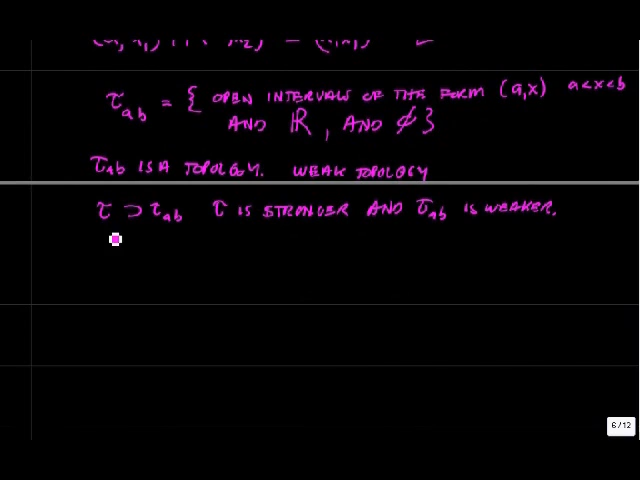 τab = { OPEN INTERVALS OF THE FORM (a,x) a<x<b
AND ℝ, AND ∅}
τab IS A TOPOLOGY. WEAK TOPOLOGY
τ ⊃ τab τ IS STRONGER AND τab IS WEAKER.
6/12